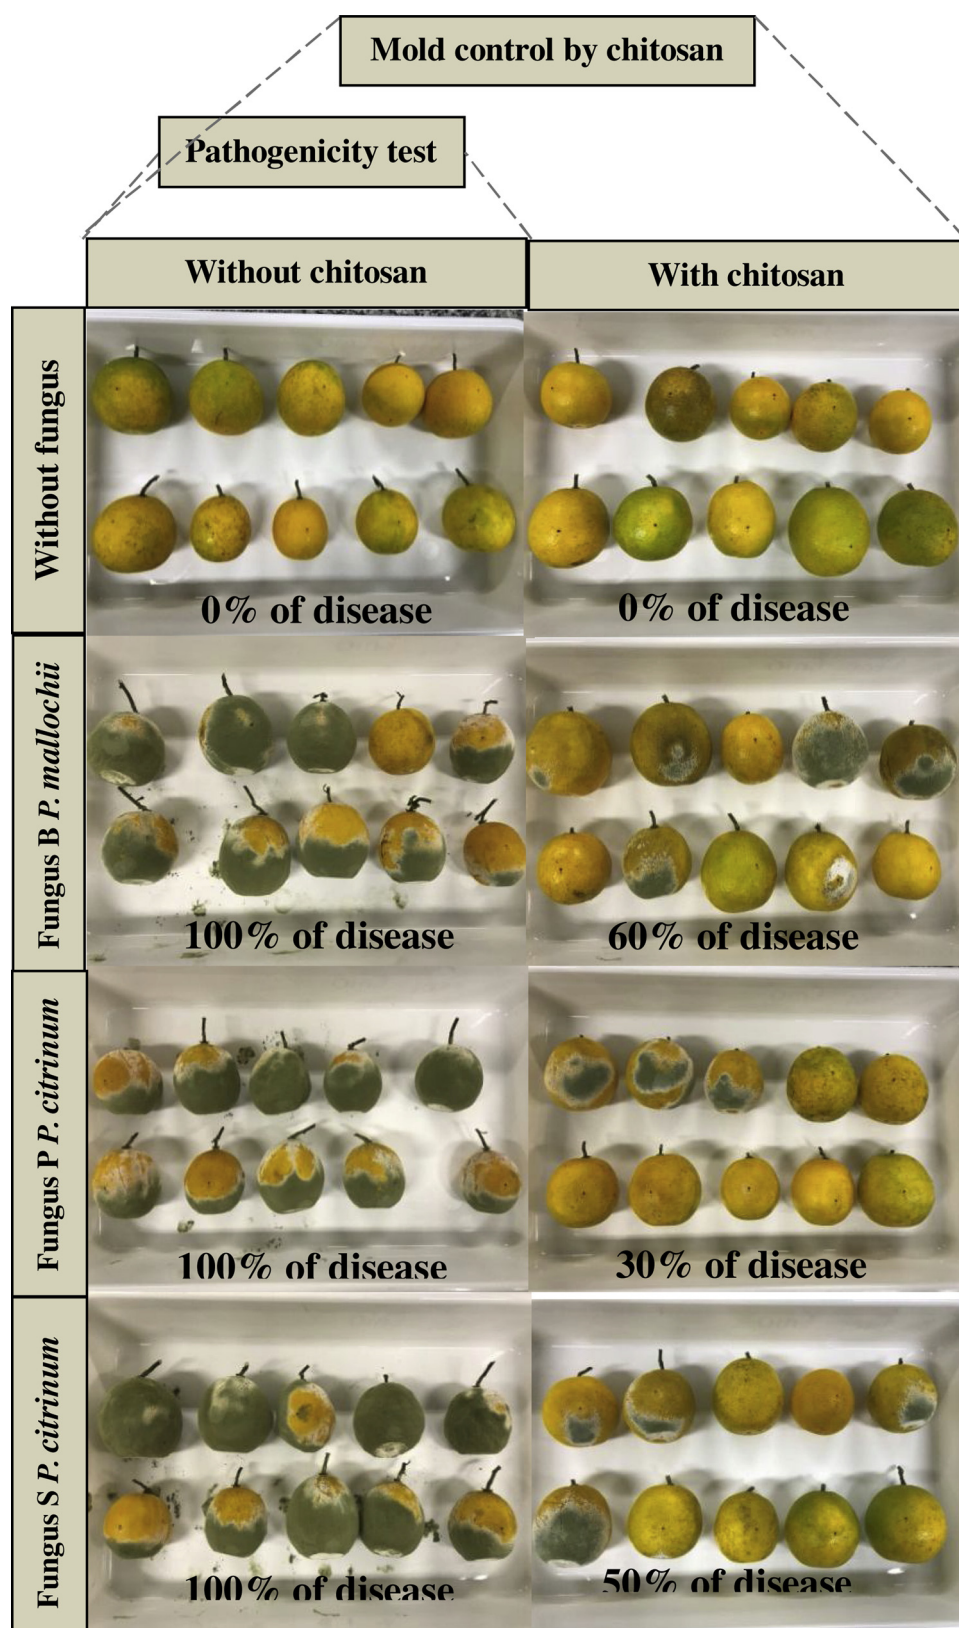 Mold control by chitosan
Pathogenicity test
Without chitosan
With chitosan
Without fungus
0% of disease
0% of disease
Fungus B P. mallochii
100% of disease
60% of disease
Fungus P P. citrinum
100% of disease
30% of disease
Fungus S P. citrinum
100% of disease
50% of disease